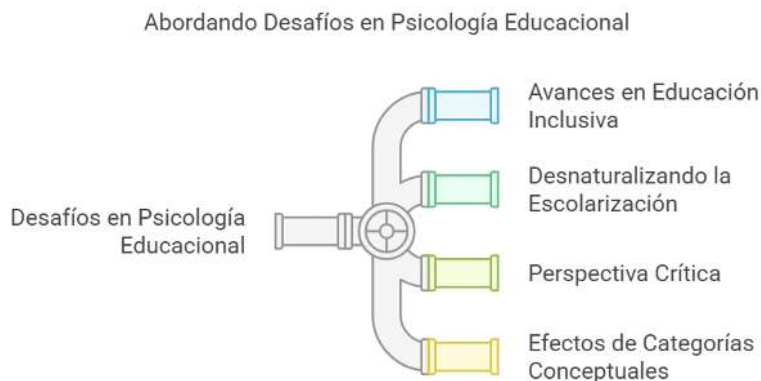 Abordando Desafíos en Psicología Educacional
Desafíos en Psicología
Educacional
Avances en Educación
Inclusiva
Desnaturalizando la
Escolarización
Perspectiva Crítica
Efectos de Categorías
Conceptuales